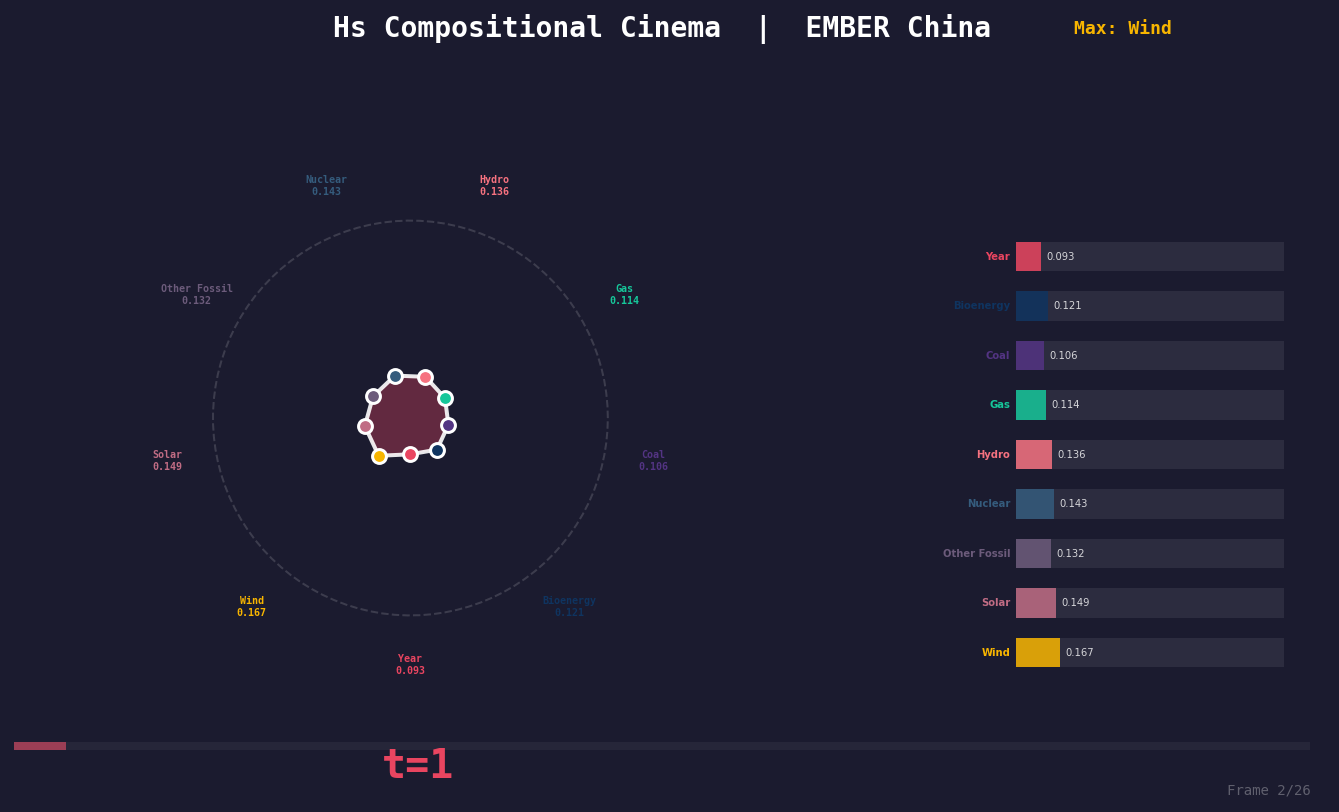 Hs Compositional Cinema | EMBER China
Max: Wind
Nuclear
0.143
Hydro
0.136
Other Fossil
0.132
Gas
0.114
Solar
0.149
Coal
0.106
Wind
0.167
Bioenergy
0.121
Year
0.093
Year 0.093
Bioenergy 0.121
Coal 0.106
Gas 0.114
Hydro 0.136
Nuclear 0.143
Other Fossil 0.132
Solar 0.149
Wind 0.167
t=1
Frame 2/26